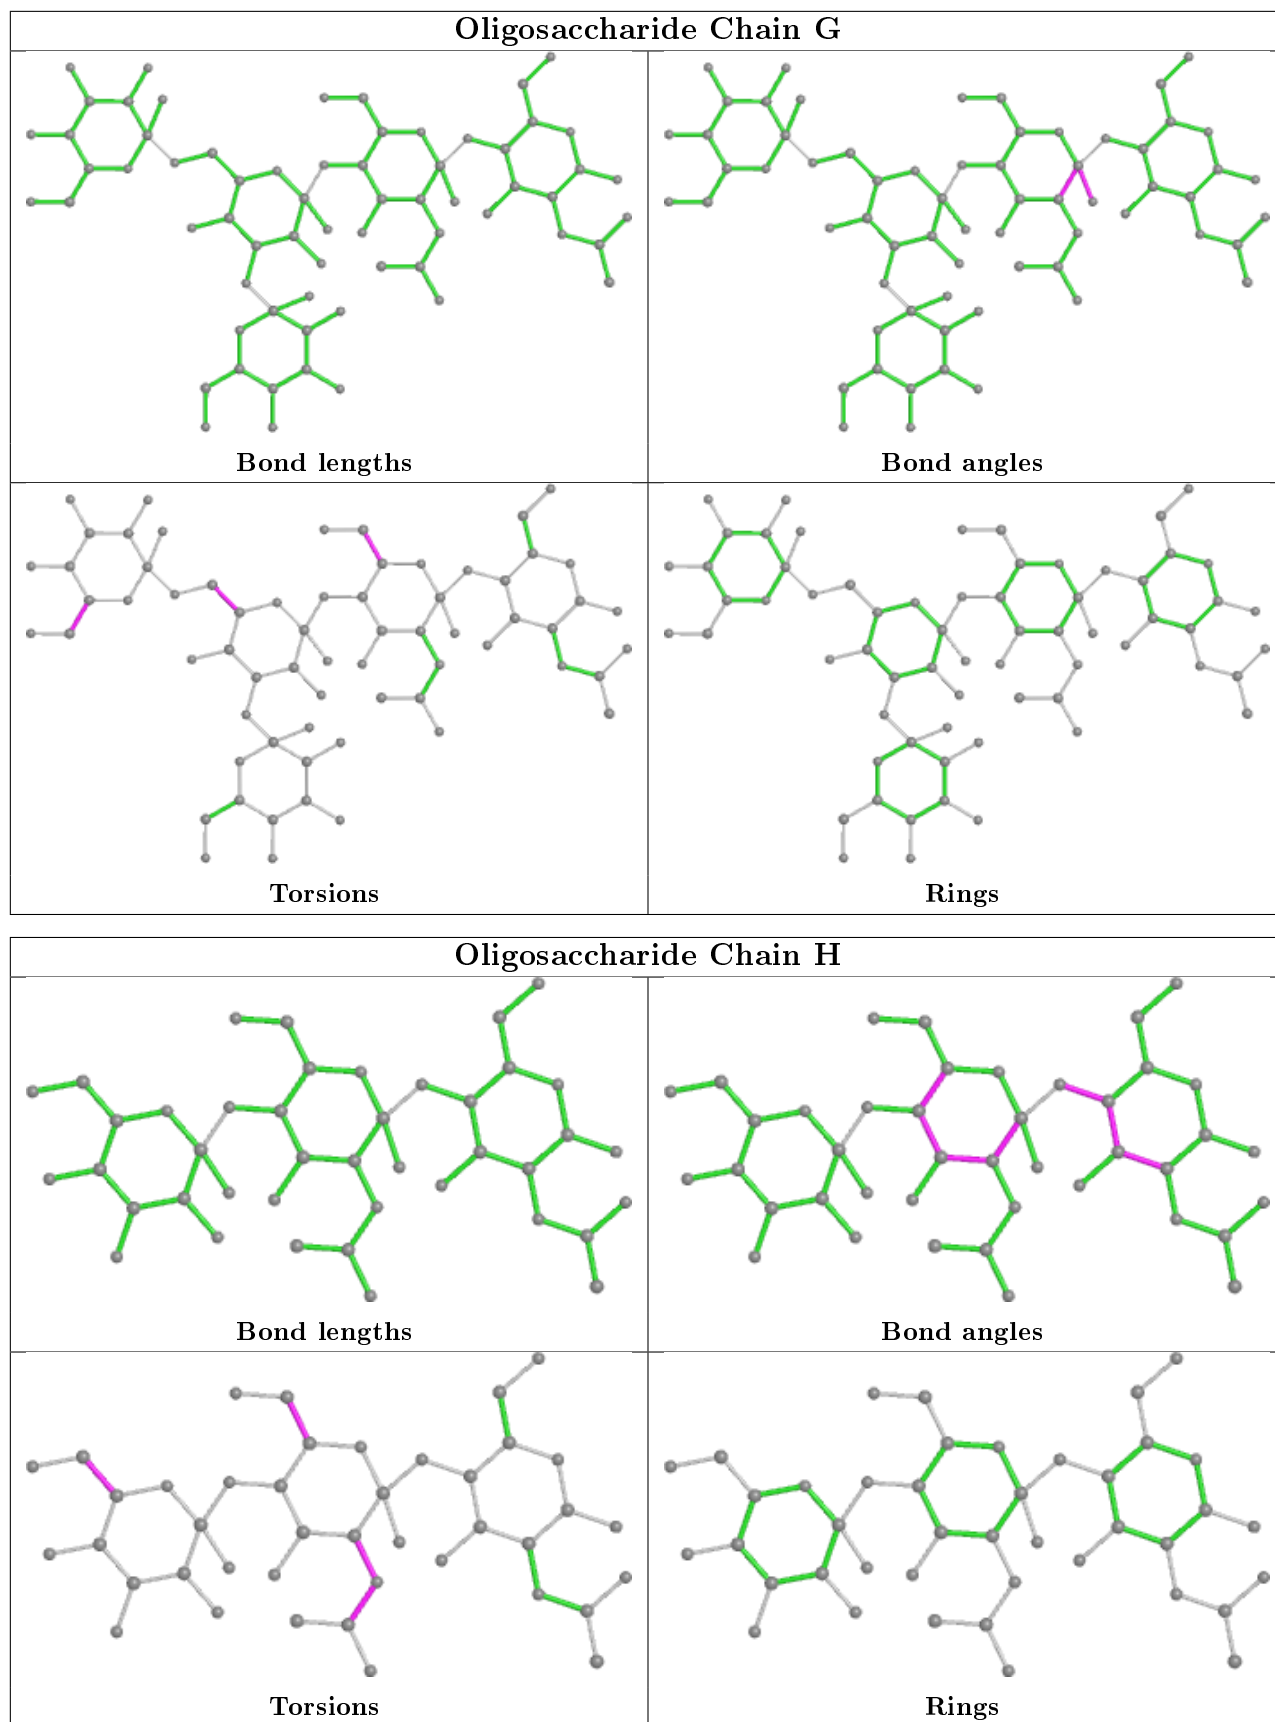 Oligosaccharide Chain G
Bond lengths
Bond angles
Torsions
Rings
Oligosaccharide Chain H
Bond lengths
Bond angles
Torsions
Rings